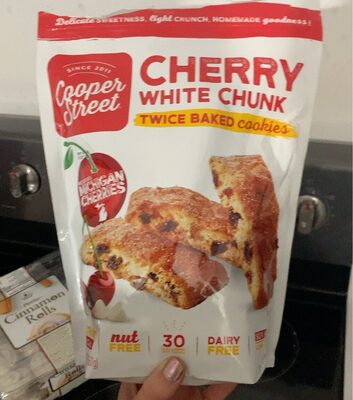 Delicate SWEETNESS, light CRUNCH, HOMEMADE goodness!
SINCE 2011
Cooper
Street
CHERRY
WHITE CHUNK
TWICE BAKED cookies
MICHIGAN
CHERRIES
Cinnamon
Rolls
nut
FREE
30
DAIRY
FREE